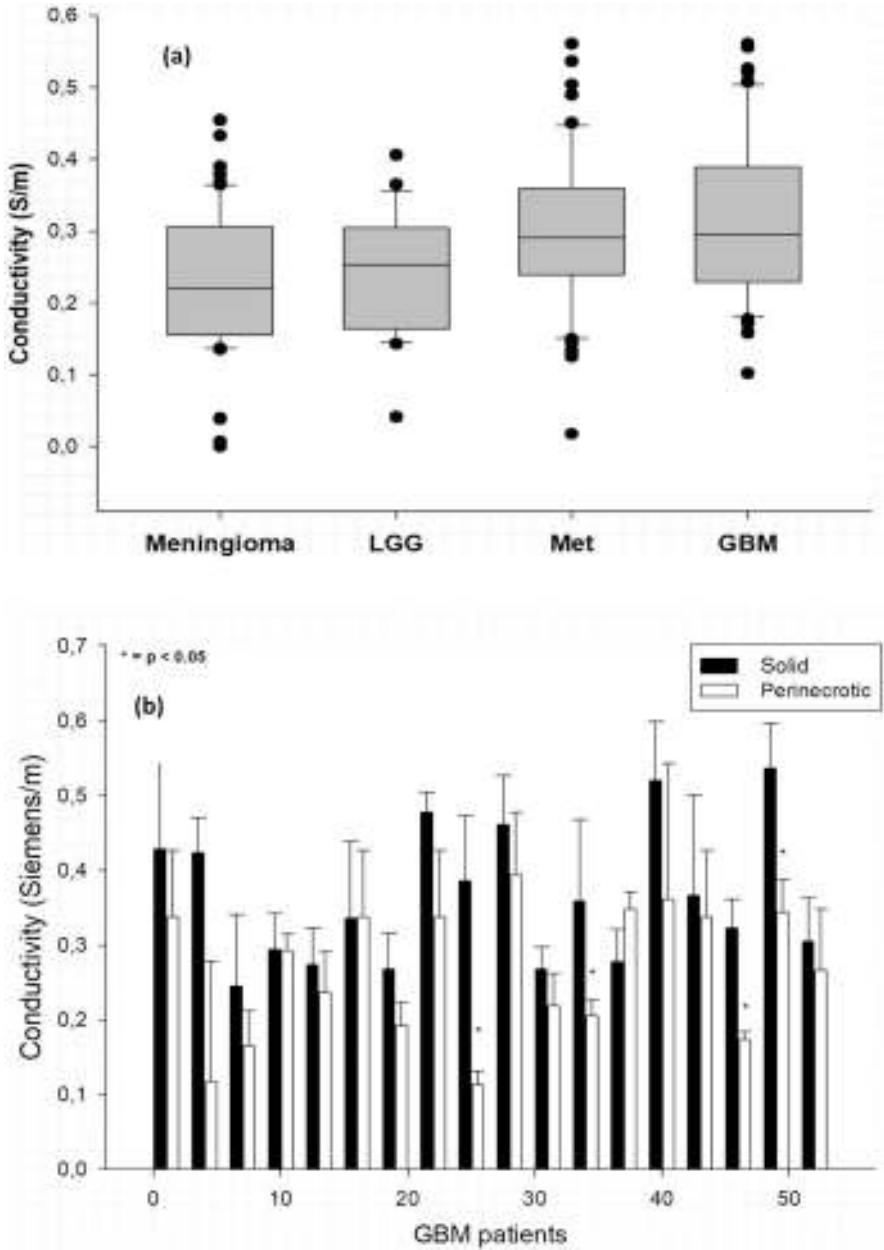 0,6
(a)
0,5
0,4
0,3
0,2
0,1
0,0
Conductivity (S/m)
Meningioma LGG Met GBM
0,7
* = p < 0.05
Solid
Perinecrotic
(b)
0,6
0,5
*
0,4
0,3
*
0,2
*
*
0,1
0,0
Conductivity (Siemens/m)
0 10 20 30 40 50
GBM patients